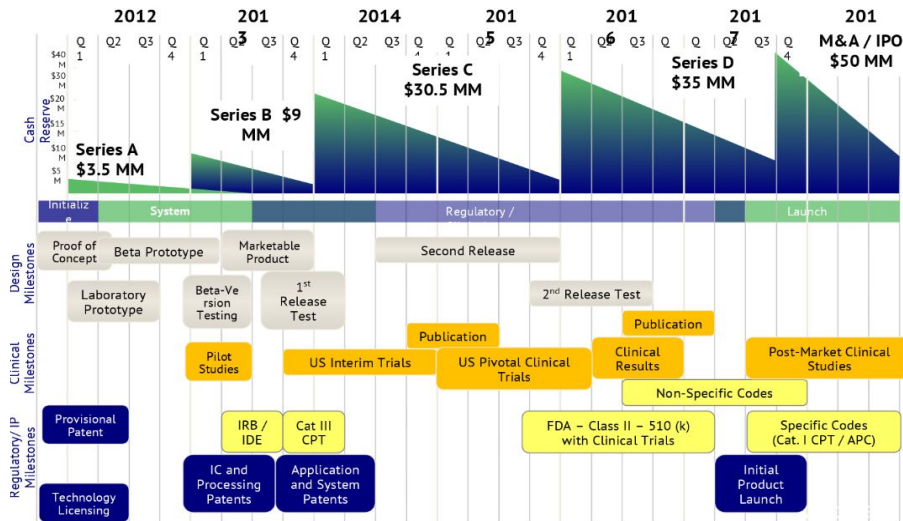 2012
201
3
2014
201
5
201
6
201
7
201
Q
1
Q2
Q3
Q
4
Q
1
Q2
Q3
Q
4
Q
1
Q2
Q3
Q
4
Q
1
Q2
Q3
Q
4
Q
1
Q2
Q3
Q
4
Q
1
Q2
Q3
Q
4
M&A / IPO
$50 MM
Cash
Reserve
$40
M
$30
M
$20
M
$15
M
$10
M
$5
M
Series A
$3.5 MM
Series B $9
MM
Series C
$30.5 MM
Series D
$35 MM
Initializ
e
System
Regulatory /
Launch
Design
Milestones
Proof of
Concept
Beta Prototype
Marketable
Product
Second Release
Laboratory
Prototype
Beta-Ve
rsion
Testing
1st
Release
Test
2nd Release Test
Clinical
Milestones
Publication
Publication
Pilot
Studies
US Interim Trials
US Pivotal Clinical
Trials
Clinical
Results
Post-Market Clinical
Studies
Non-Specific Codes
Regulatory/ IP
Milestones
Provisional
Patent
IRB /
IDE
Cat III
CPT
FDA – Class II – 510 (k)
with Clinical Trials
Specific Codes
(Cat. I CPT / APC)
Technology
Licensing
IC and
Processing
Patents
Application
and System
Patents
Initial
Product
Launch